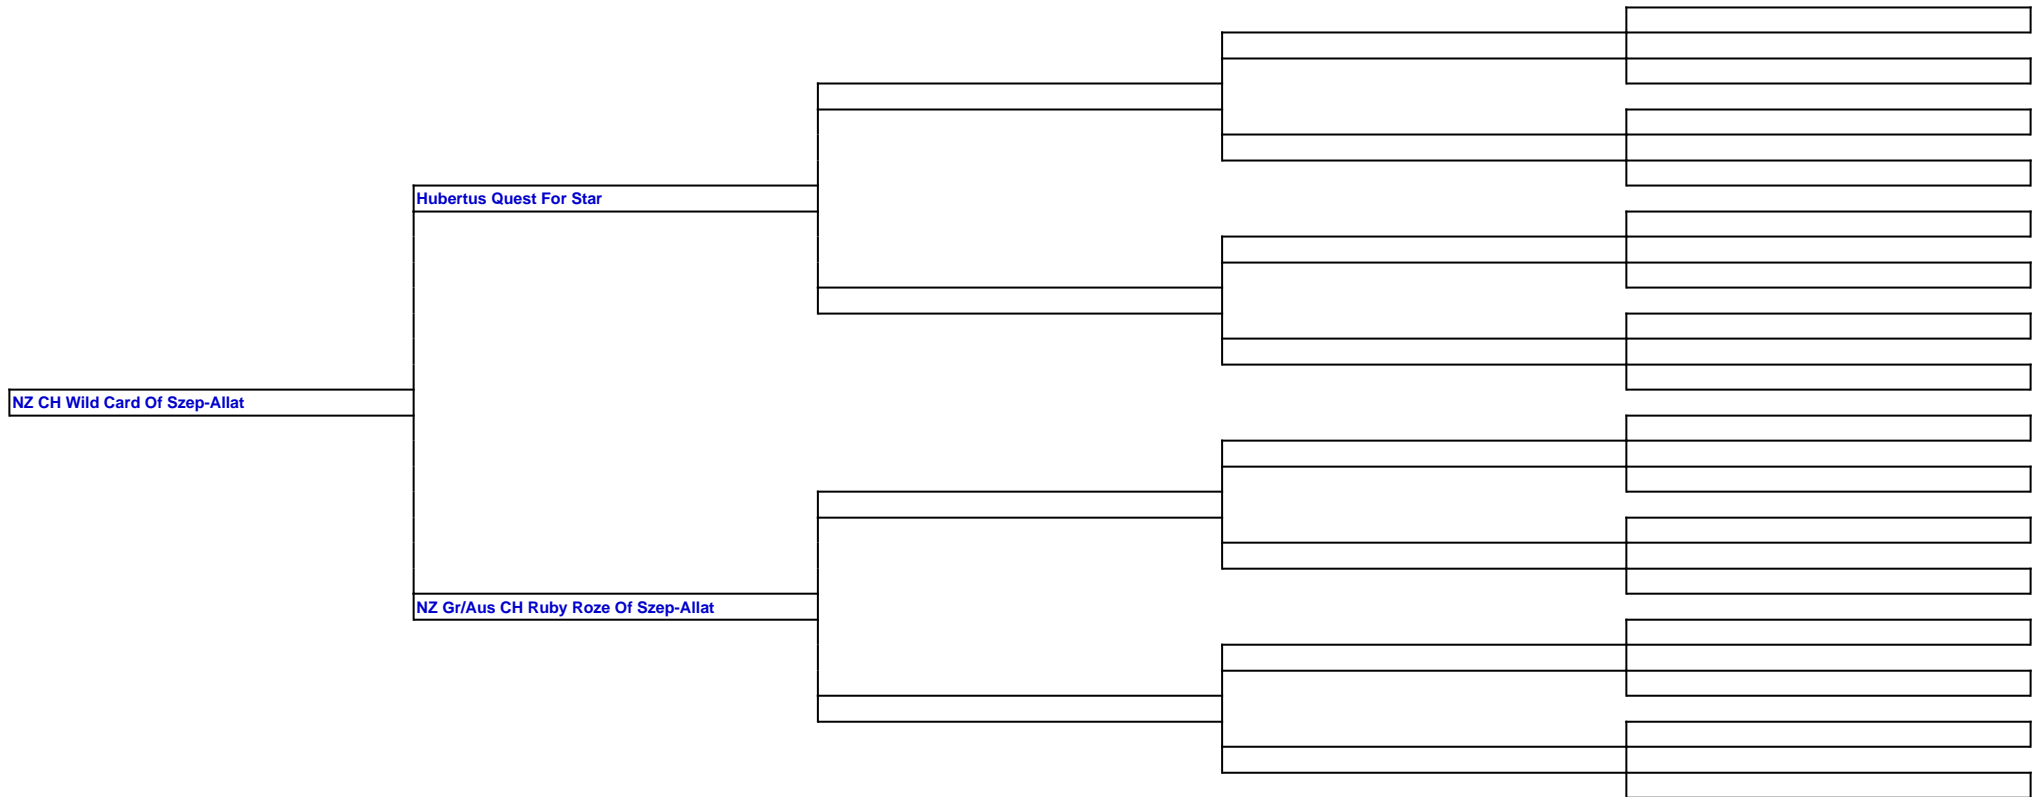 Hubertus Quest For Star
NZ CH Wild Card Of Szep-Allat
NZ Gr/Aus CH Ruby Roze Of Szep-Allat